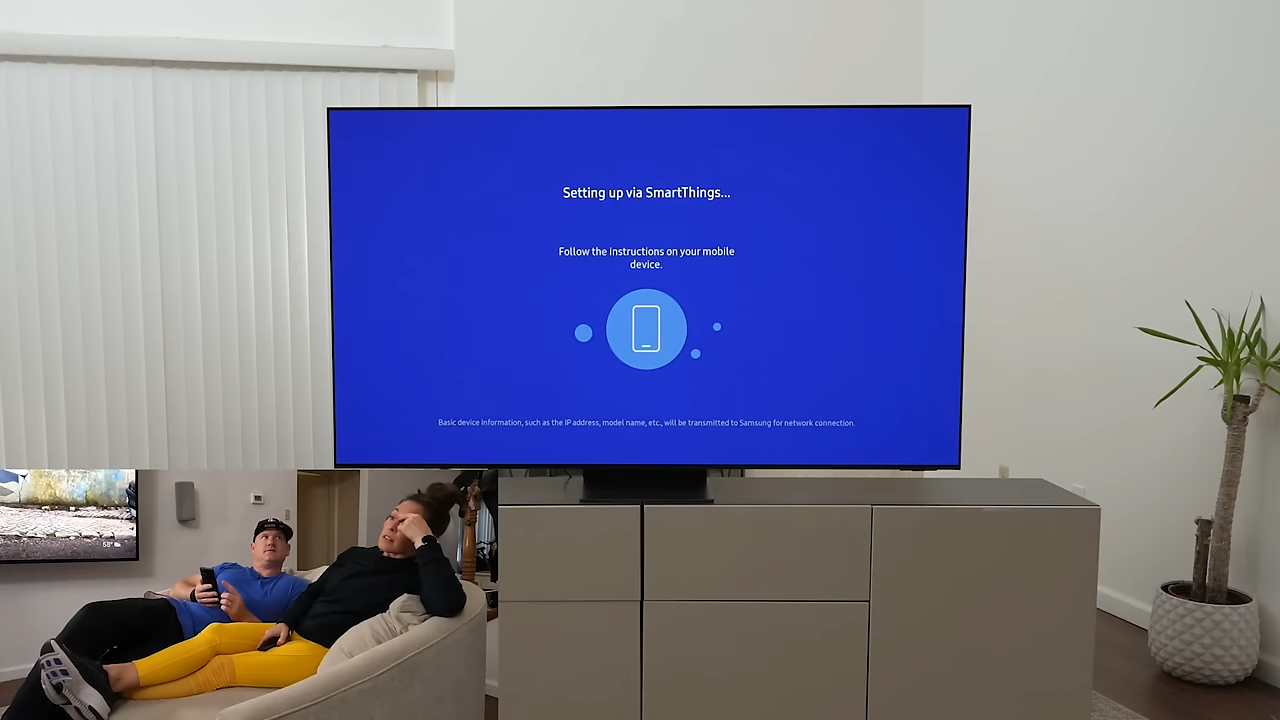 Setting up via SmartThings...
Follow the instructions on your mobile
device.
Basic device information, such as the IP address, model name, etc., will be transmitted to Samsung for network connection.
58°